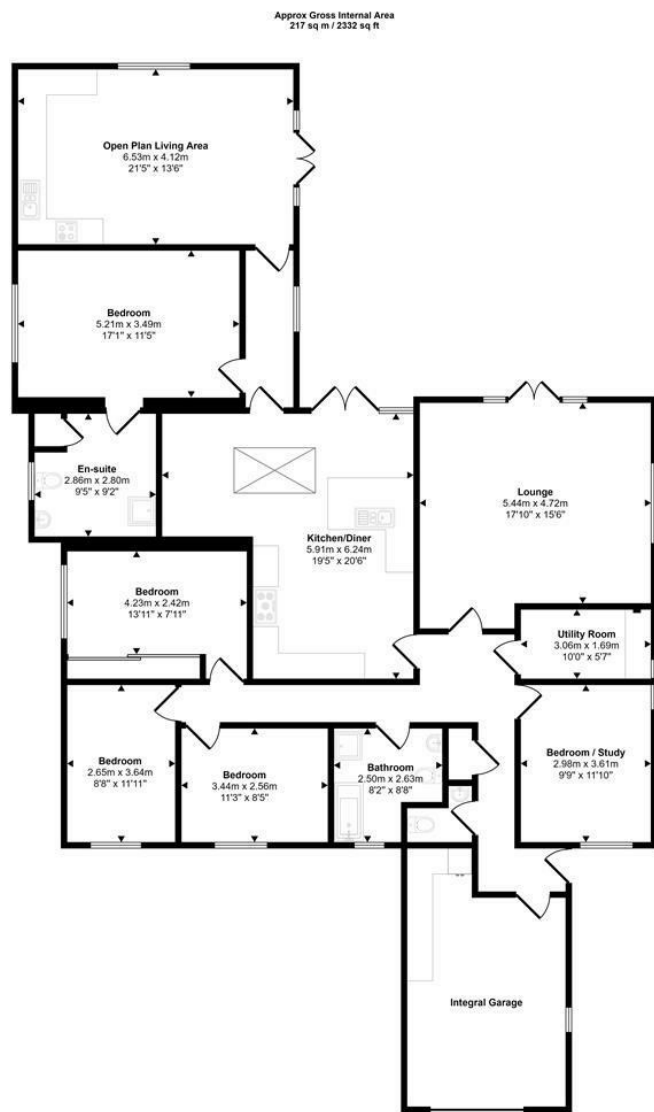 Approx Gross Internal Area
217 sq m / 2332 sq ft
Open Plan Living Area
6.53m x 4.12m
21'5" x 13'6"
Bedroom
5.21m x 3.49m
17'1" x 11'5"
En-suite
2.86m x 2.80m
9'5" x 9'2"
Kitchen/Diner
5.91m x 6.24m
19'5" x 20'6"
Lounge
5.44m x 4.72m
17'10" x 15'6"
Bedroom
4.23m x 2.42m
13'11" x 7'11"
Utility Room
3.06m x 1.69m
10'0" x 5'7"
Bedroom
2.65m x 3.64m
8'8" x 11'11"
Bedroom
3.44m x 2.56m
11'3" x 8'5"
Bathroom
2.50m x 2.63m
8'2" x 8'8"
Bedroom / Study
2.98m x 3.61m
9'9" x 11'10"
Integral Garage